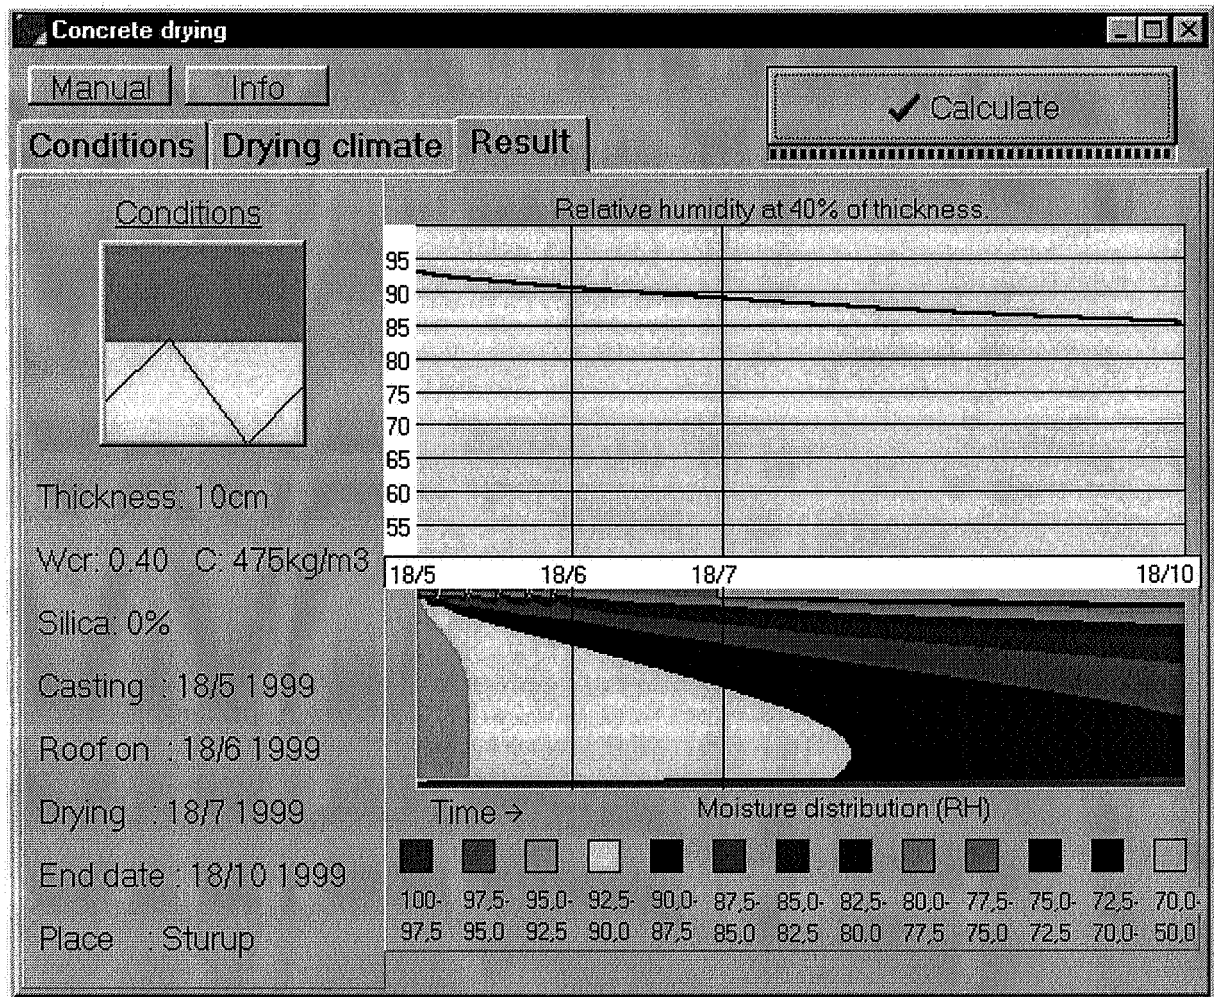 Concrete drying
Manual Info
Calculate
Conditions Drying climate Result
Conditions
Thickness: 10cm
Wcr: 0.40 C: 475kg/m3
Silica: 0%
Casting : 18/5 1999
Roof on : 18/6 1999
Drying : 18/7 1999
End date : 18/10 1999
Place : Sturup
Relative humidity at 40% of thickness.
95
90
85
80
75
70
65
60
55
18/5 18/6 18/7 18/10
Time → Moisture distribution (RH)
100- 97,5- 95,0- 92,5- 90,0- 87,5- 85,0- 82,5- 80,0- 77,5- 75,0- 72,5- 70,0-
97,5 95,0 92,5 90,0 87,5 85,0 82,5 80,0 77,5 75,0 72,5 70,0- 50,0